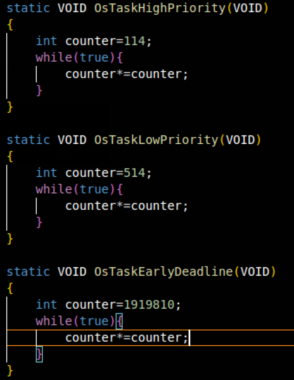 static VOID OsTaskHighPriority(VOID)
{
    int counter=114;
    while(true){
        counter*=counter;
    }
}

static VOID OsTaskLowPriority(VOID)
{
    int counter=514;
    while(true){
        counter*=counter;
    }
}

static VOID OsTaskEarlyDeadline(VOID)
{
    int counter=1919810;
    while(true){
        counter*=counter;
    }
}